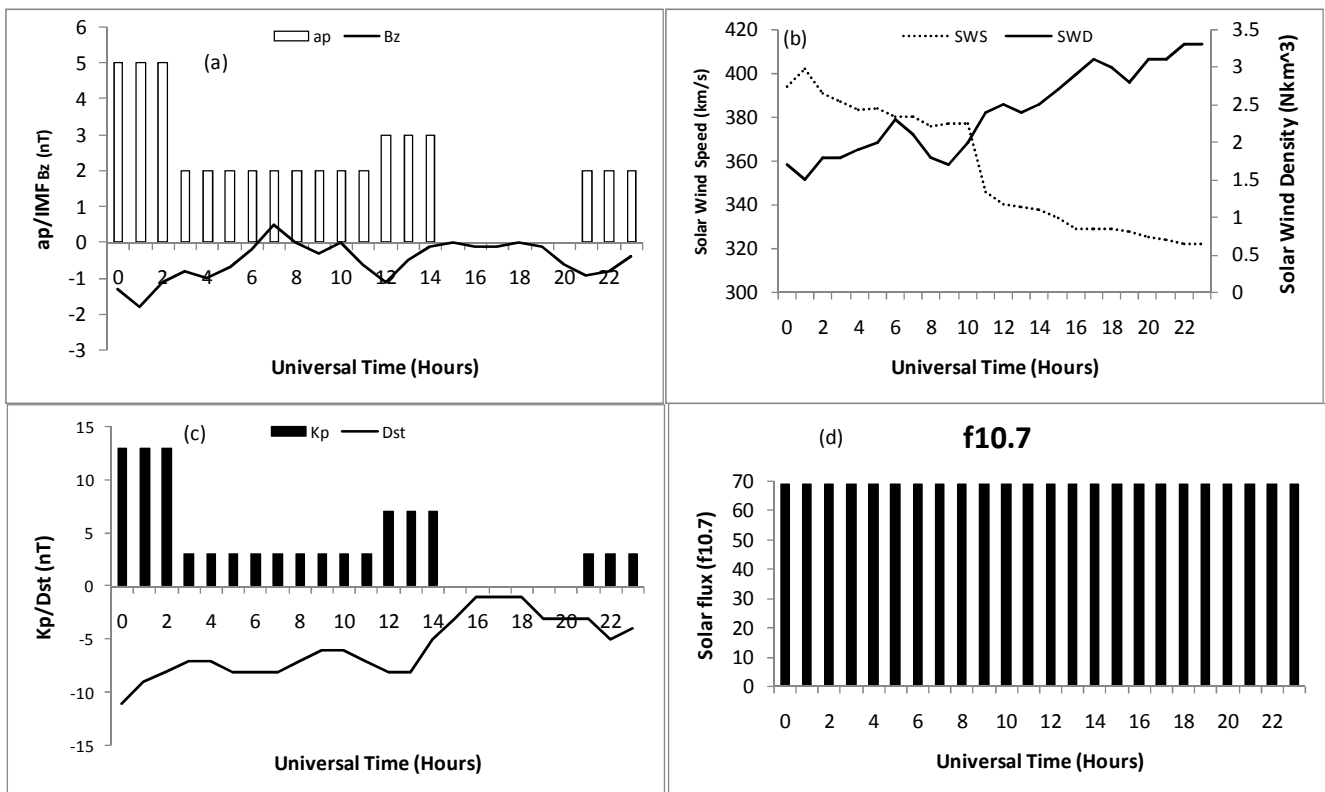 ap Bz
(a)
6
5
4
3
2
1
0
-1
-2
-3
ap/IMF Bz (nT)
0 2 4 6 8 10 12 14 16 18 20 22
Universal Time (Hours)
(b)
SWS SWD
420
400
380
360
340
320
300
Solar Wind Speed (km/s)
3.5
3
2.5
2
1.5
1
0.5
0
Solar Wind Density (Nkm^3)
0 2 4 6 8 10 12 14 16 18 20 22
Universal Time (Hours)
(c)
Kp Dst
15
10
5
0
-5
-10
-15
Kp/Dst (nT)
0 2 4 6 8 10 12 14 16 18 20 22
Universal Time (Hours)
(d) f10.7
70
60
50
40
30
20
10
0
Solar flux (f10.7)
0 2 4 6 8 10 12 14 16 18 20 22
Universal Time (Hours)